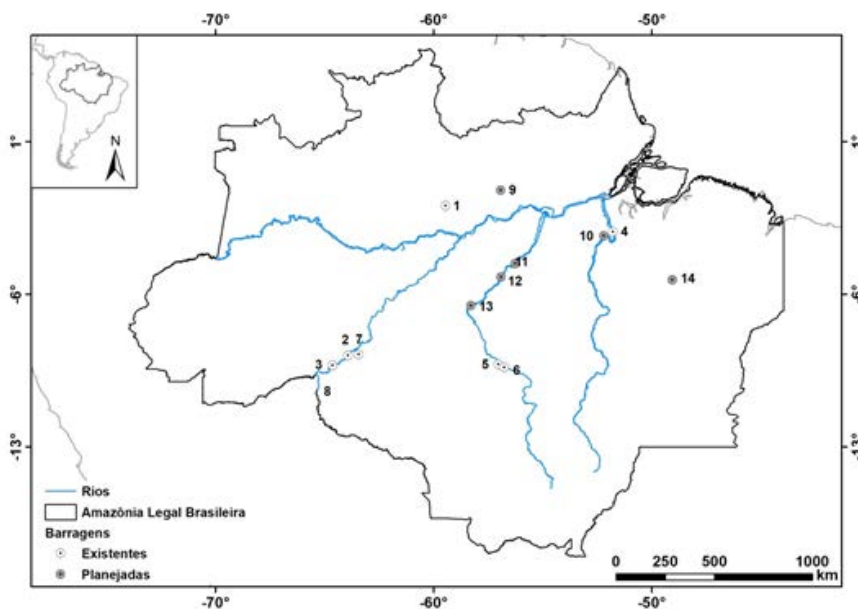 -70° -60° -50°
N
1° 1°
9
1
10 4
11
12
14
-6° -6°
13
2 7
3
5 6
8
-13° -13°
Rios
Amazônia Legal Brasileira
Barragens
Existentes
Planejadas
0 250 500 1000
km
-70° -60° -50°